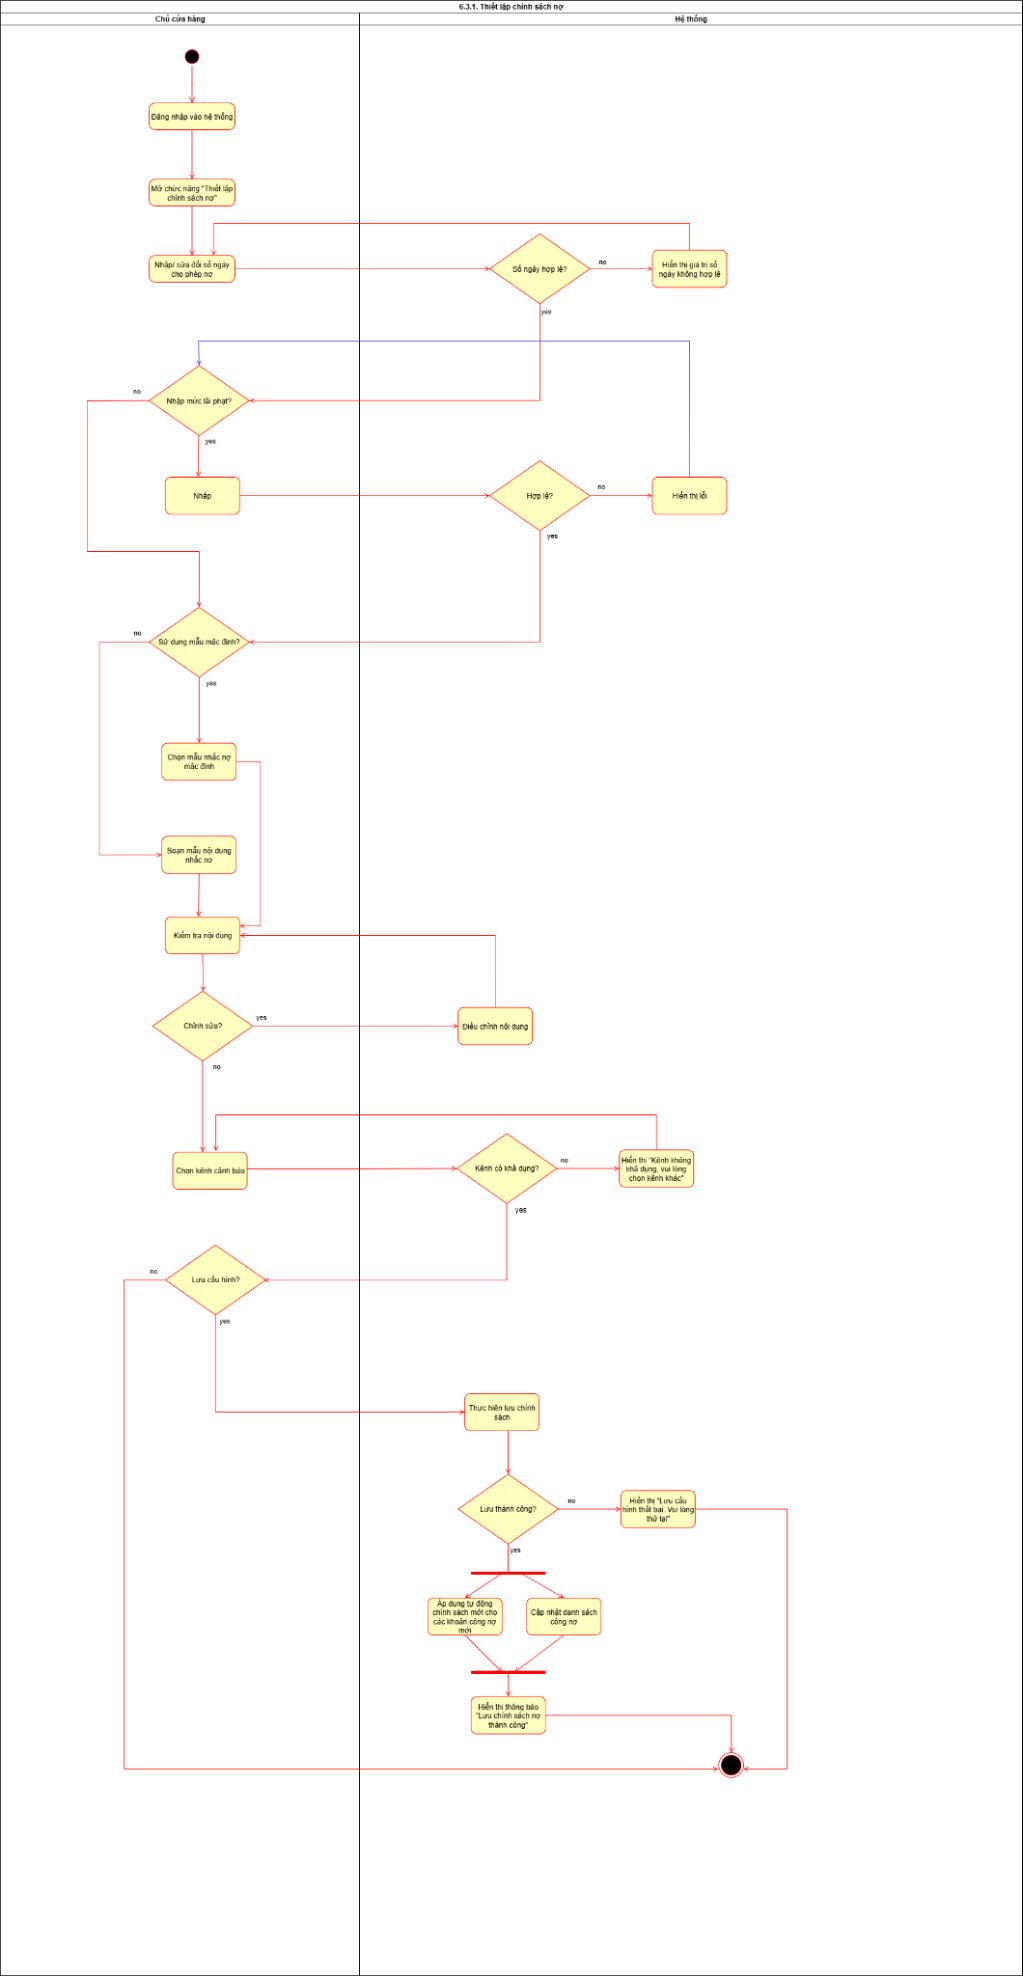 6.3.1. Thiết lập chính sách nợ
Chủ cửa hàng
Hệ thống
Đăng nhập vào hệ thống
Mở chức năng "Thiết lập
chính sách nợ"
Nhập/ sửa đổi số ngày
cho phép nợ
Số ngày hợp lệ?
no
Hiển thị giá trị số
ngày không hợp lệ
yes
no
Nhập mức lãi phạt?
yes
Nhập
Hợp lệ?
no
Hiển thị lỗi
yes
no
Sử dụng mẫu mặc định?
yes
Chọn mẫu nhắc nợ
mặc định
Soạn mẫu nội dung
nhắc nợ
Kiểm tra nội dung
Chỉnh sửa?
yes
Điều chỉnh nội dung
no
Chọn kênh cảnh báo
Kênh có khả dụng?
no
Hiển thị "Kênh không
khả dụng, vui lòng
chọn kênh khác"
yes
no
Lưu cấu hình?
yes
Thực hiện lưu chính
sách
Lưu thành công?
no
Hiển thị "Lưu cấu
hình thất bại. Vui lòng
thử lại"
yes
Áp dụng tự động
chính sách mới cho
các khoản công nợ
mới
Cập nhật danh sách
công nợ
Hiển thị thông báo
"Lưu chính sách nợ
thành công"